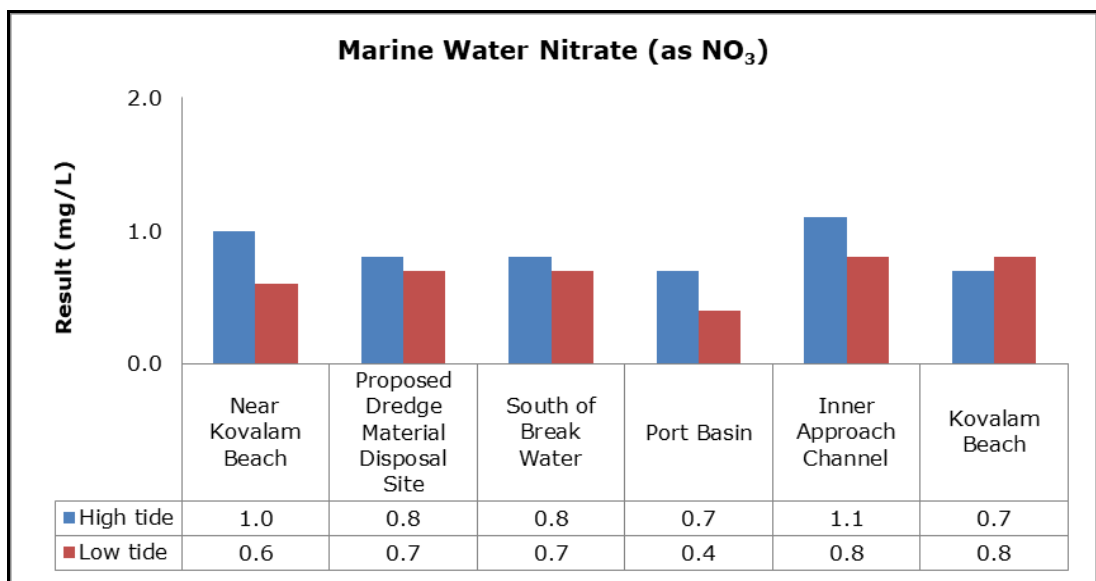 Marine Water Nitrate (as NO₃)
Result (mg/L)
2.0
1.0
0.0
Near
Kovalam
Beach
Proposed
Dredge
Material
Disposal
Site
South of
Break
Water
Port Basin
Inner
Approach
Channel
Kovalam
Beach
High tide 1.0 0.8 0.8 0.7 1.1 0.7
Low tide 0.6 0.7 0.7 0.4 0.8 0.8